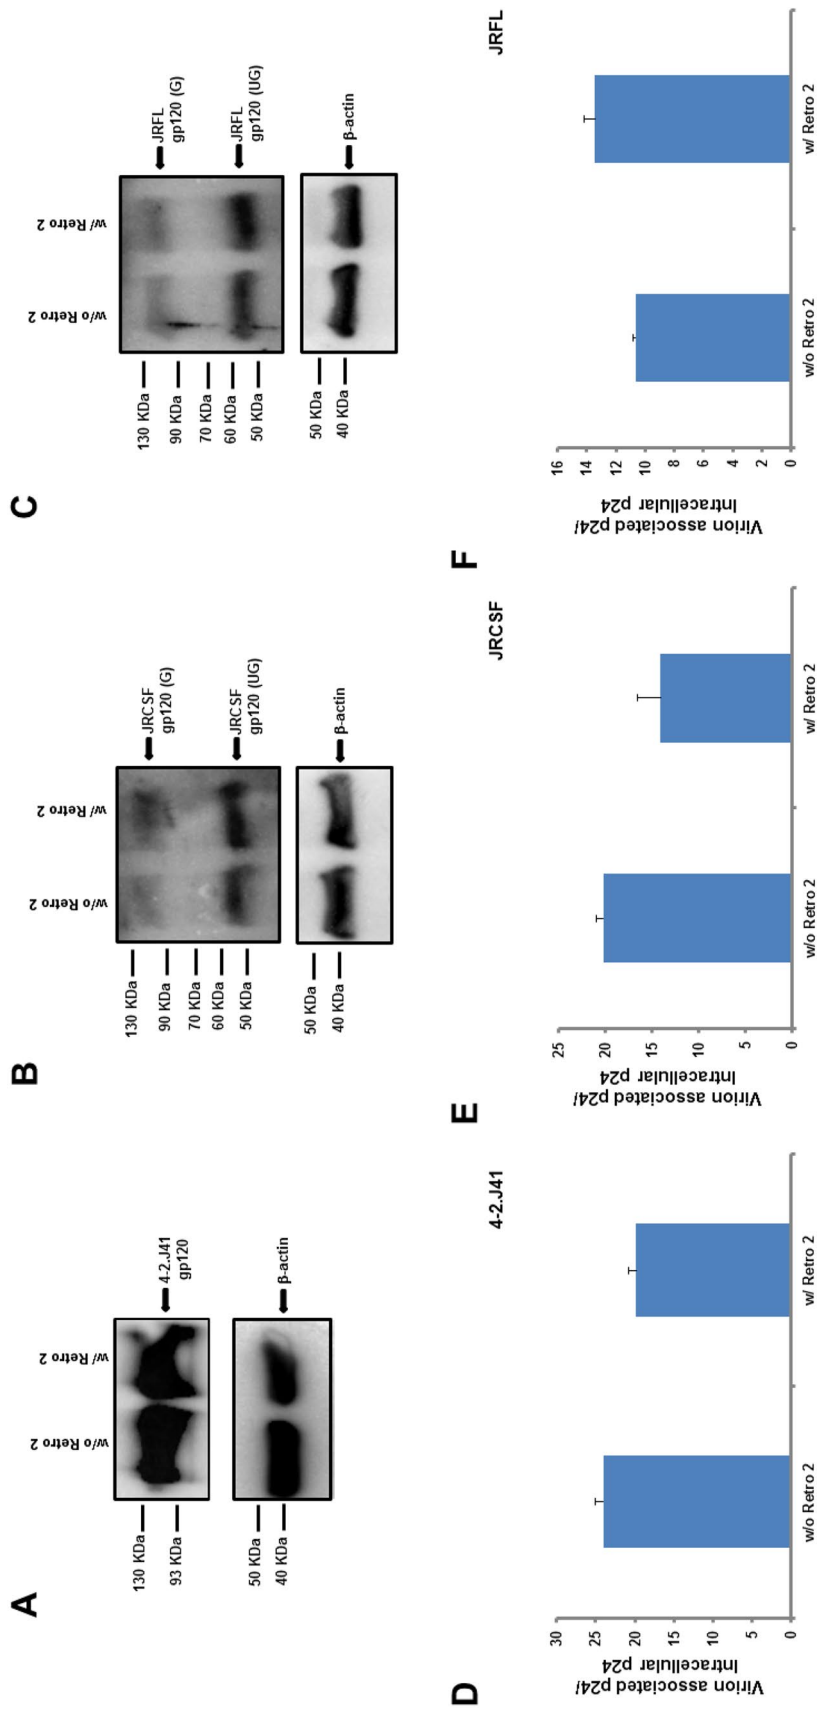 A
w/o Retro 2
w/ Retro 2
130 KDa
93 KDa
4-2.J41
gp120
50 KDa
40 KDa
β-actin
B
w/o Retro 2
w/ Retro 2
130 KDa
90 KDa
70 KDa
60 KDa
50 KDa
JRCSF
gp120 (G)
JRCSF
gp120 (UG)
50 KDa
40 KDa
β-actin
C
w/o Retro 2
w/ Retro 2
130 KDa
90 KDa
70 KDa
60 KDa
50 KDa
JRFL
gp120 (G)
JRFL
gp120 (UG)
50 KDa
40 KDa
β-actin
D
4-2.J41
Virion associated p24/
Intracellular p24
30
25
20
15
10
5
0
w/o Retro 2
w/ Retro 2
E
JRCSF
Virion associated p24/
Intracellular p24
25
20
15
10
5
0
w/o Retro 2
w/ Retro 2
F
JRFL
Virion associated p24/
Intracellular p24
16
14
12
10
8
6
4
2
0
w/o Retro 2
w/ Retro 2